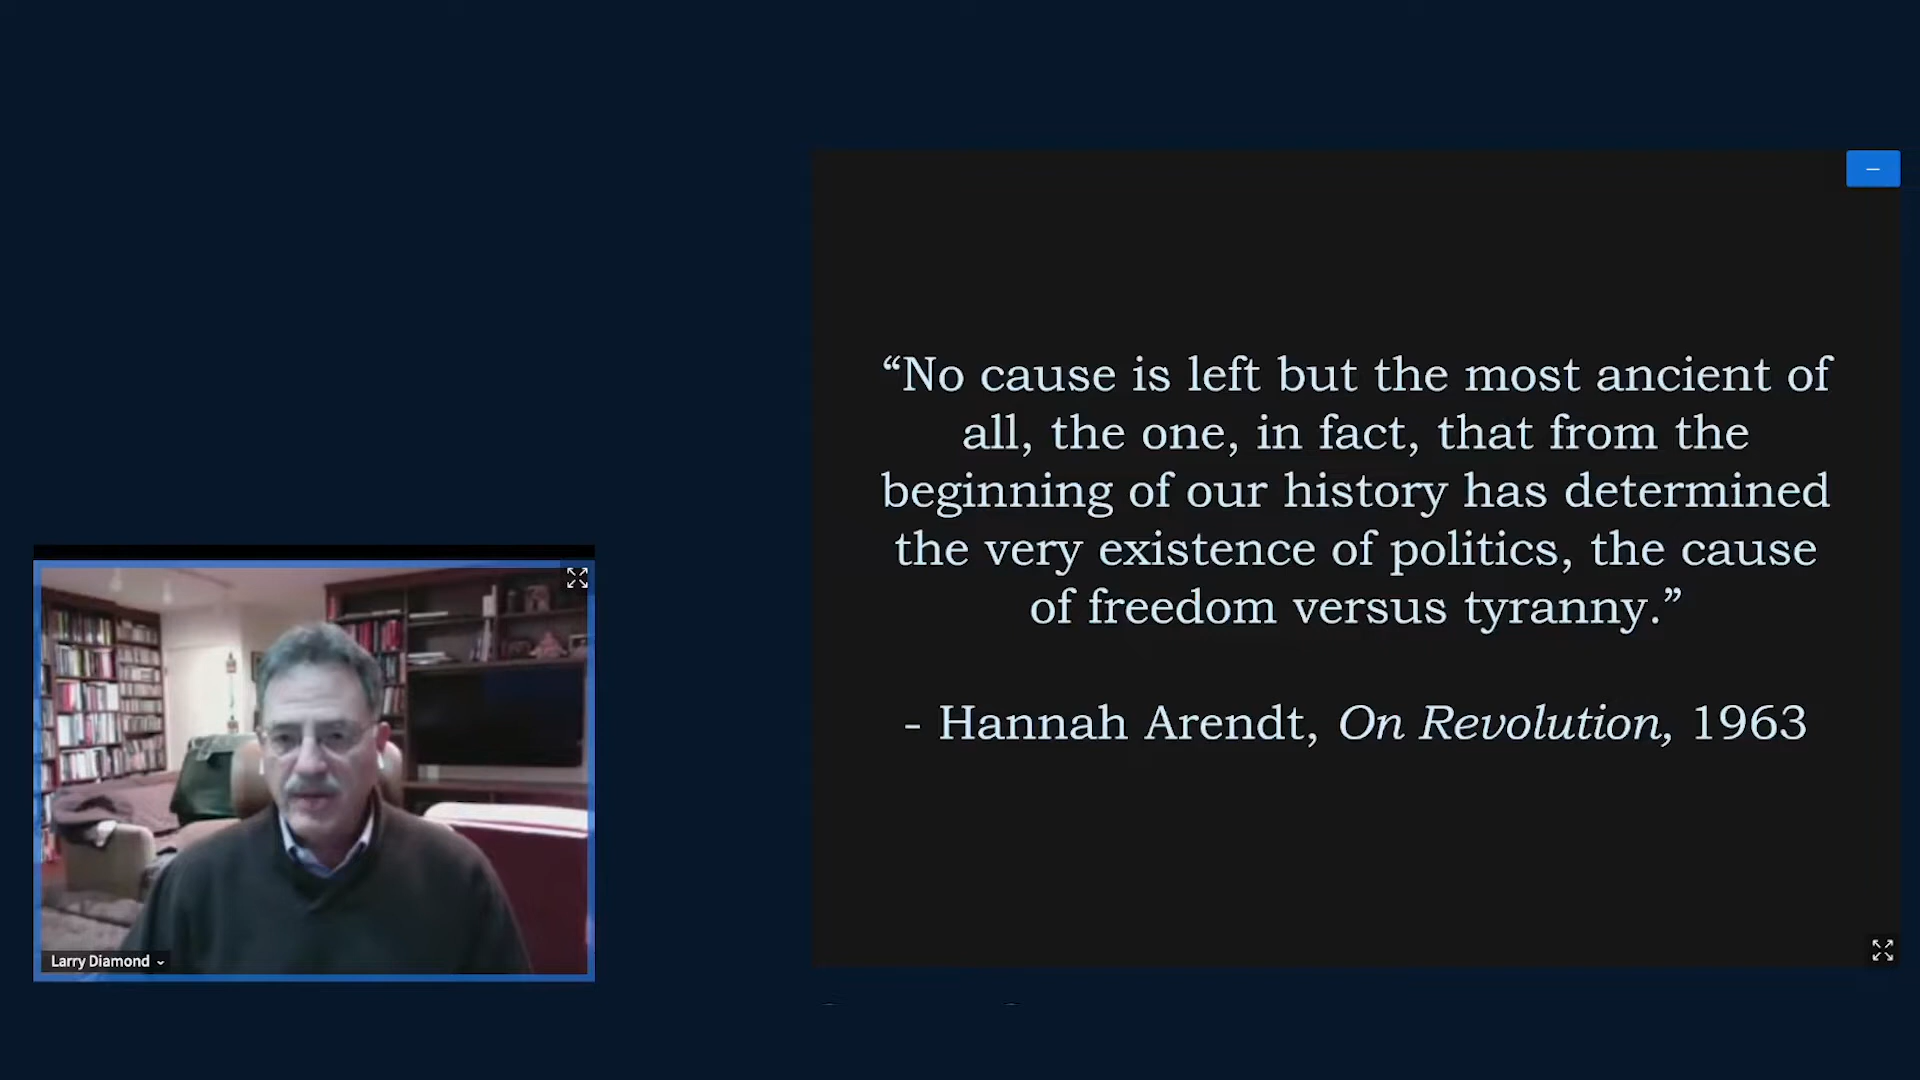 “No cause is left but the most ancient of
all, the one, in fact, that from the
beginning of our history has determined
the very existence of politics, the cause
of freedom versus tyranny.”
- Hannah Arendt, On Revolution, 1963
Larry Diamond